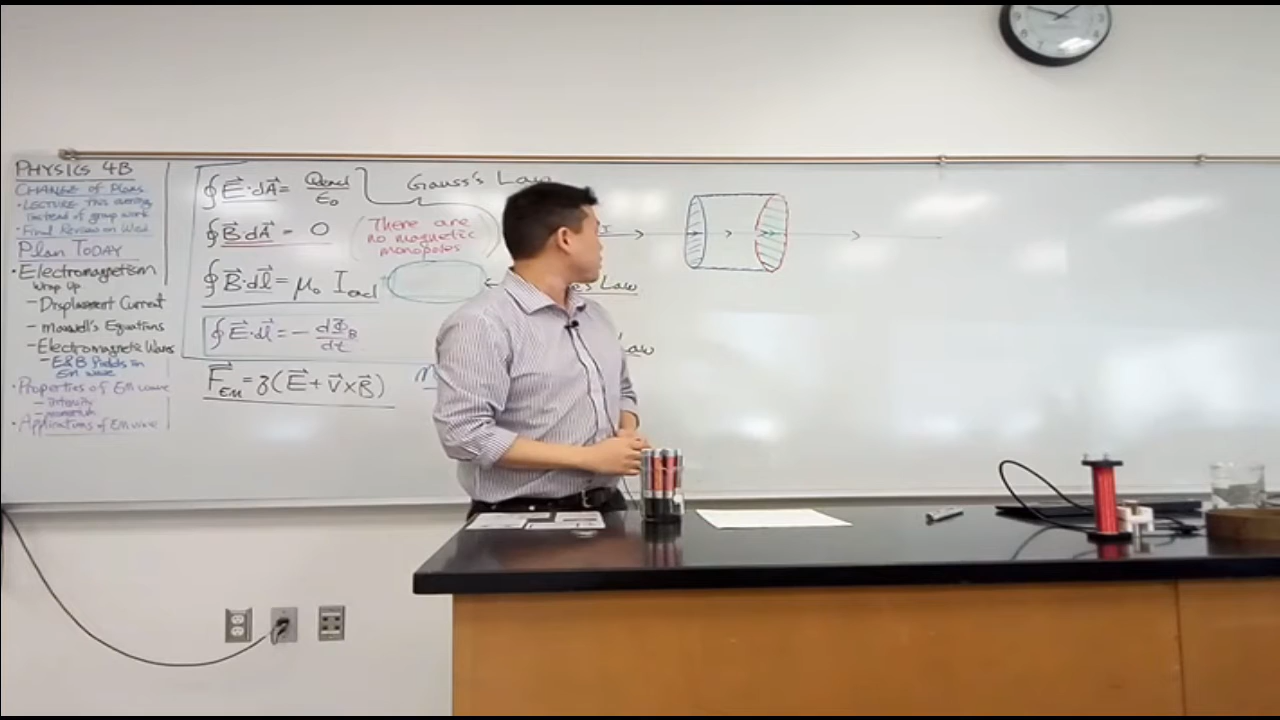 PHYSICS 4B
CHANGE of Plans
• LECTURE this evening
instead of group work
• Final Review on Wed
Plan TODAY
• Electromagnetism
wrap up
- Displacement Current
- Maxwell's Equations
- Electromagnetic Waves
- E&B fields in
EM wave
• Properties of EM wave
- intensity
- momentum
• Applications of EM wave
∮ E⃗·dA⃗ = Qencl/ε₀
Gauss's Law
∮ B⃗·dA⃗ = 0
(There are
no magnetic
monopoles
∮ B⃗·dl⃗ = μ₀ Iencl
Law
∮ E⃗·dl⃗ = - dΦB/dt
Law
F⃗EM = q(E⃗ + v⃗ × B⃗)
I